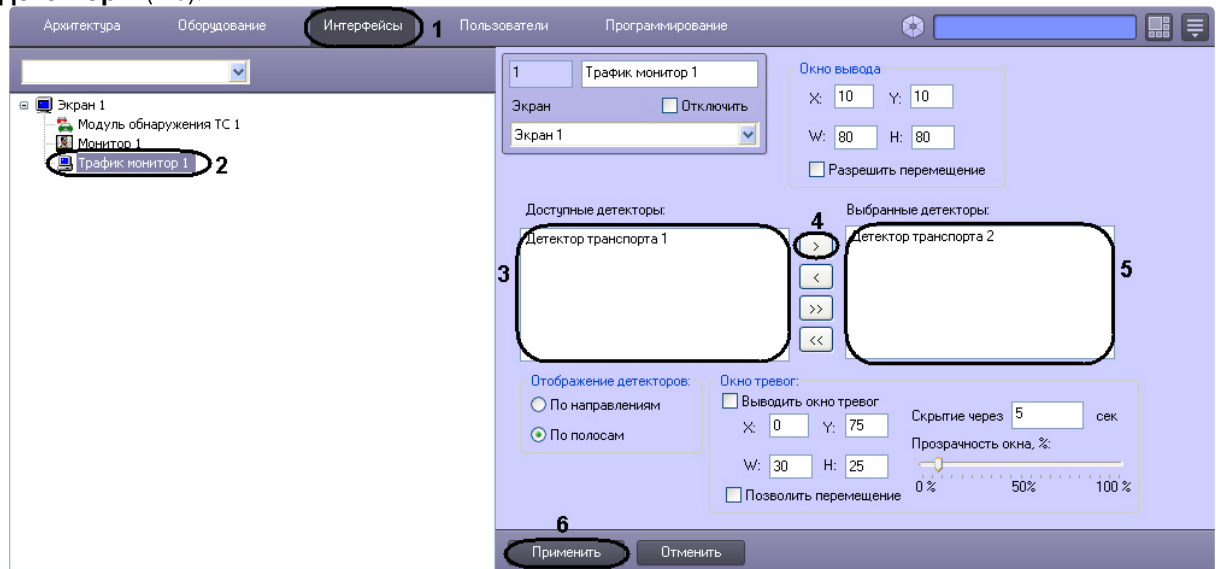 Архитектура Оборудование Интерфейсы 1 Пользователи Программирование
1 Трафик монитор 1
Экран Отключить
Экран 1
Окно вывода
X: 10 Y: 10
W: 80 H: 80
Разрешить перемещение
Экран 1
Модуль обнаружения ТС 1
Монитор 1
Трафик монитор 1 2
Доступные детекторы:
Детектор транспорта 1
3
4
>
<
>>
<<
Выбранные детекторы:
Детектор транспорта 2
5
Отображение детекторов:
По направлениям
По полосам
Окно тревог:
Выводить окно тревог
X: 0 Y: 75
W: 30 H: 25
Позволить перемещение
Скрытие через 5 сек
Прозрачность окна, %:
0 % 50% 100 %
6
Применить Отменить